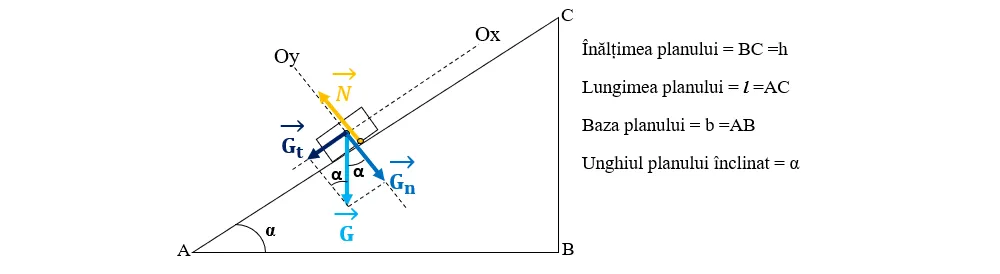 C
Ox
Oy
N
Gt
α
α
Gn
G
α
A
B
Înălțimea planului = BC =h
Lungimea planului = l =AC
Baza planului = b =AB
Unghiul planului înclinat = α